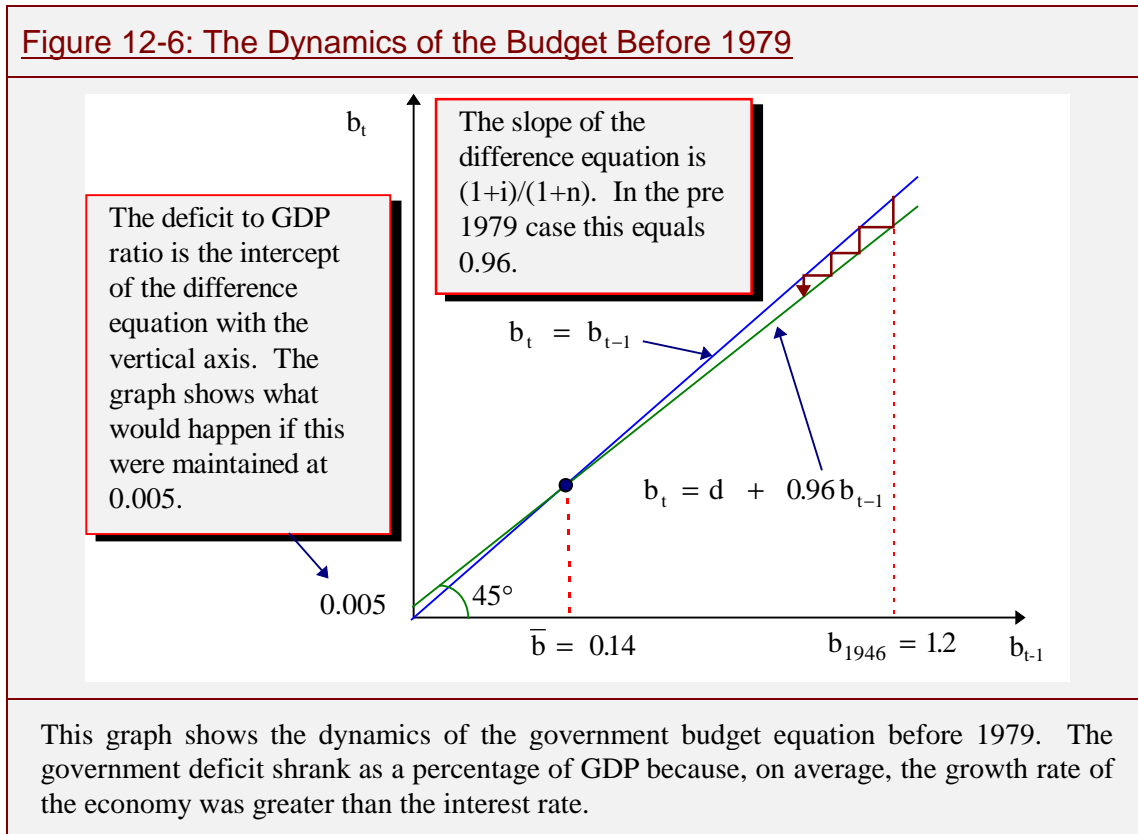 Figure 12-6: The Dynamics of the Budget Before 1979
b_t
The slope of the
difference equation is
(1+i)/(1+n). In the pre
1979 case this equals
0.96.
The deficit to GDP
ratio is the intercept
of the difference
equation with the
vertical axis. The
graph shows what
would happen if this
were maintained at
0.005.
b_t = b_{t−1}
b_t = d + 0.96 b_{t−1}
0.005
45°
b̅ = 0.14
b_{1946} = 1.2
b_{t-1}
This graph shows the dynamics of the government budget equation before 1979. The
government deficit shrank as a percentage of GDP because, on average, the growth rate of
the economy was greater than the interest rate.